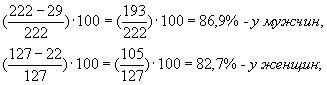 (222 − 29 / 222) · 100 = (193 / 222) · 100 = 86,9% - у мужчин,
(127 − 22 / 127) · 100 = (105 / 127) · 100 = 82,7% - у женщин,